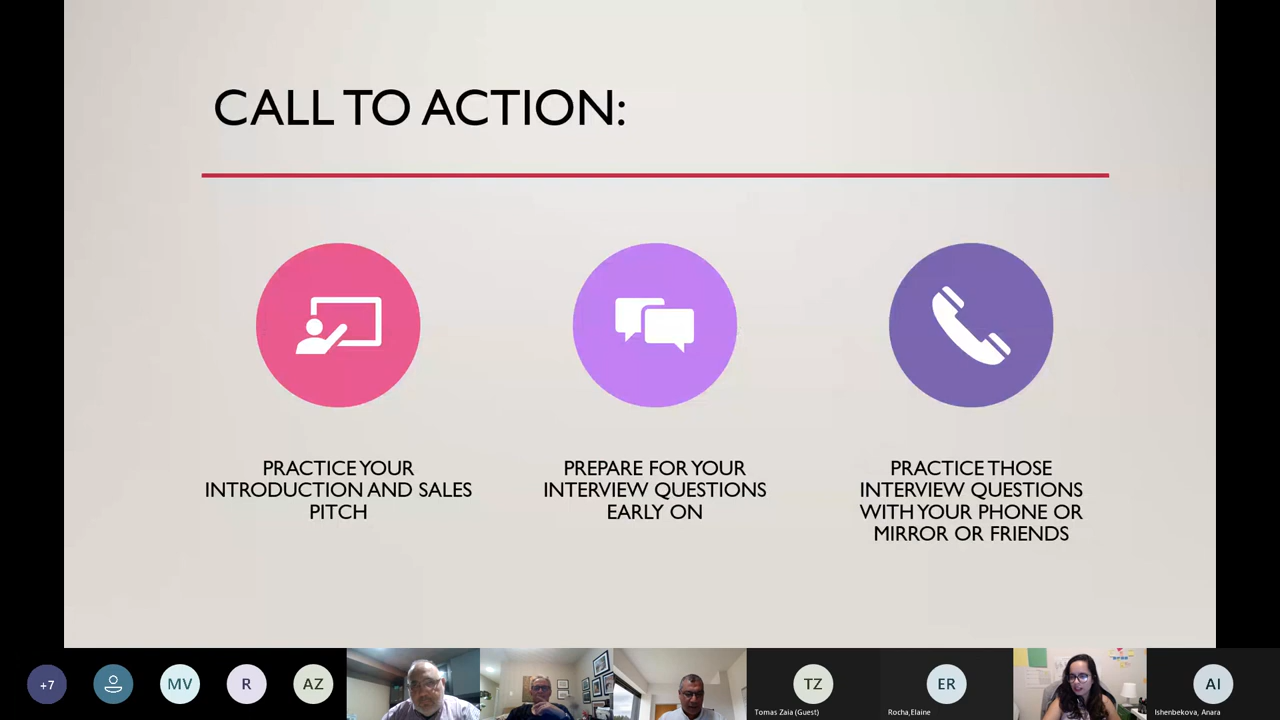 CALL TO ACTION:
PRACTICE YOUR
INTRODUCTION AND SALES
PITCH
PREPARE FOR YOUR
INTERVIEW QUESTIONS
EARLY ON
PRACTICE THOSE
INTERVIEW QUESTIONS
WITH YOUR PHONE OR
MIRROR OR FRIENDS
+7
MV
R
AZ
TZ
Tomas Zaia (Guest)
ER
Rocha,Elaine
AI
Ishenbekova, Anara